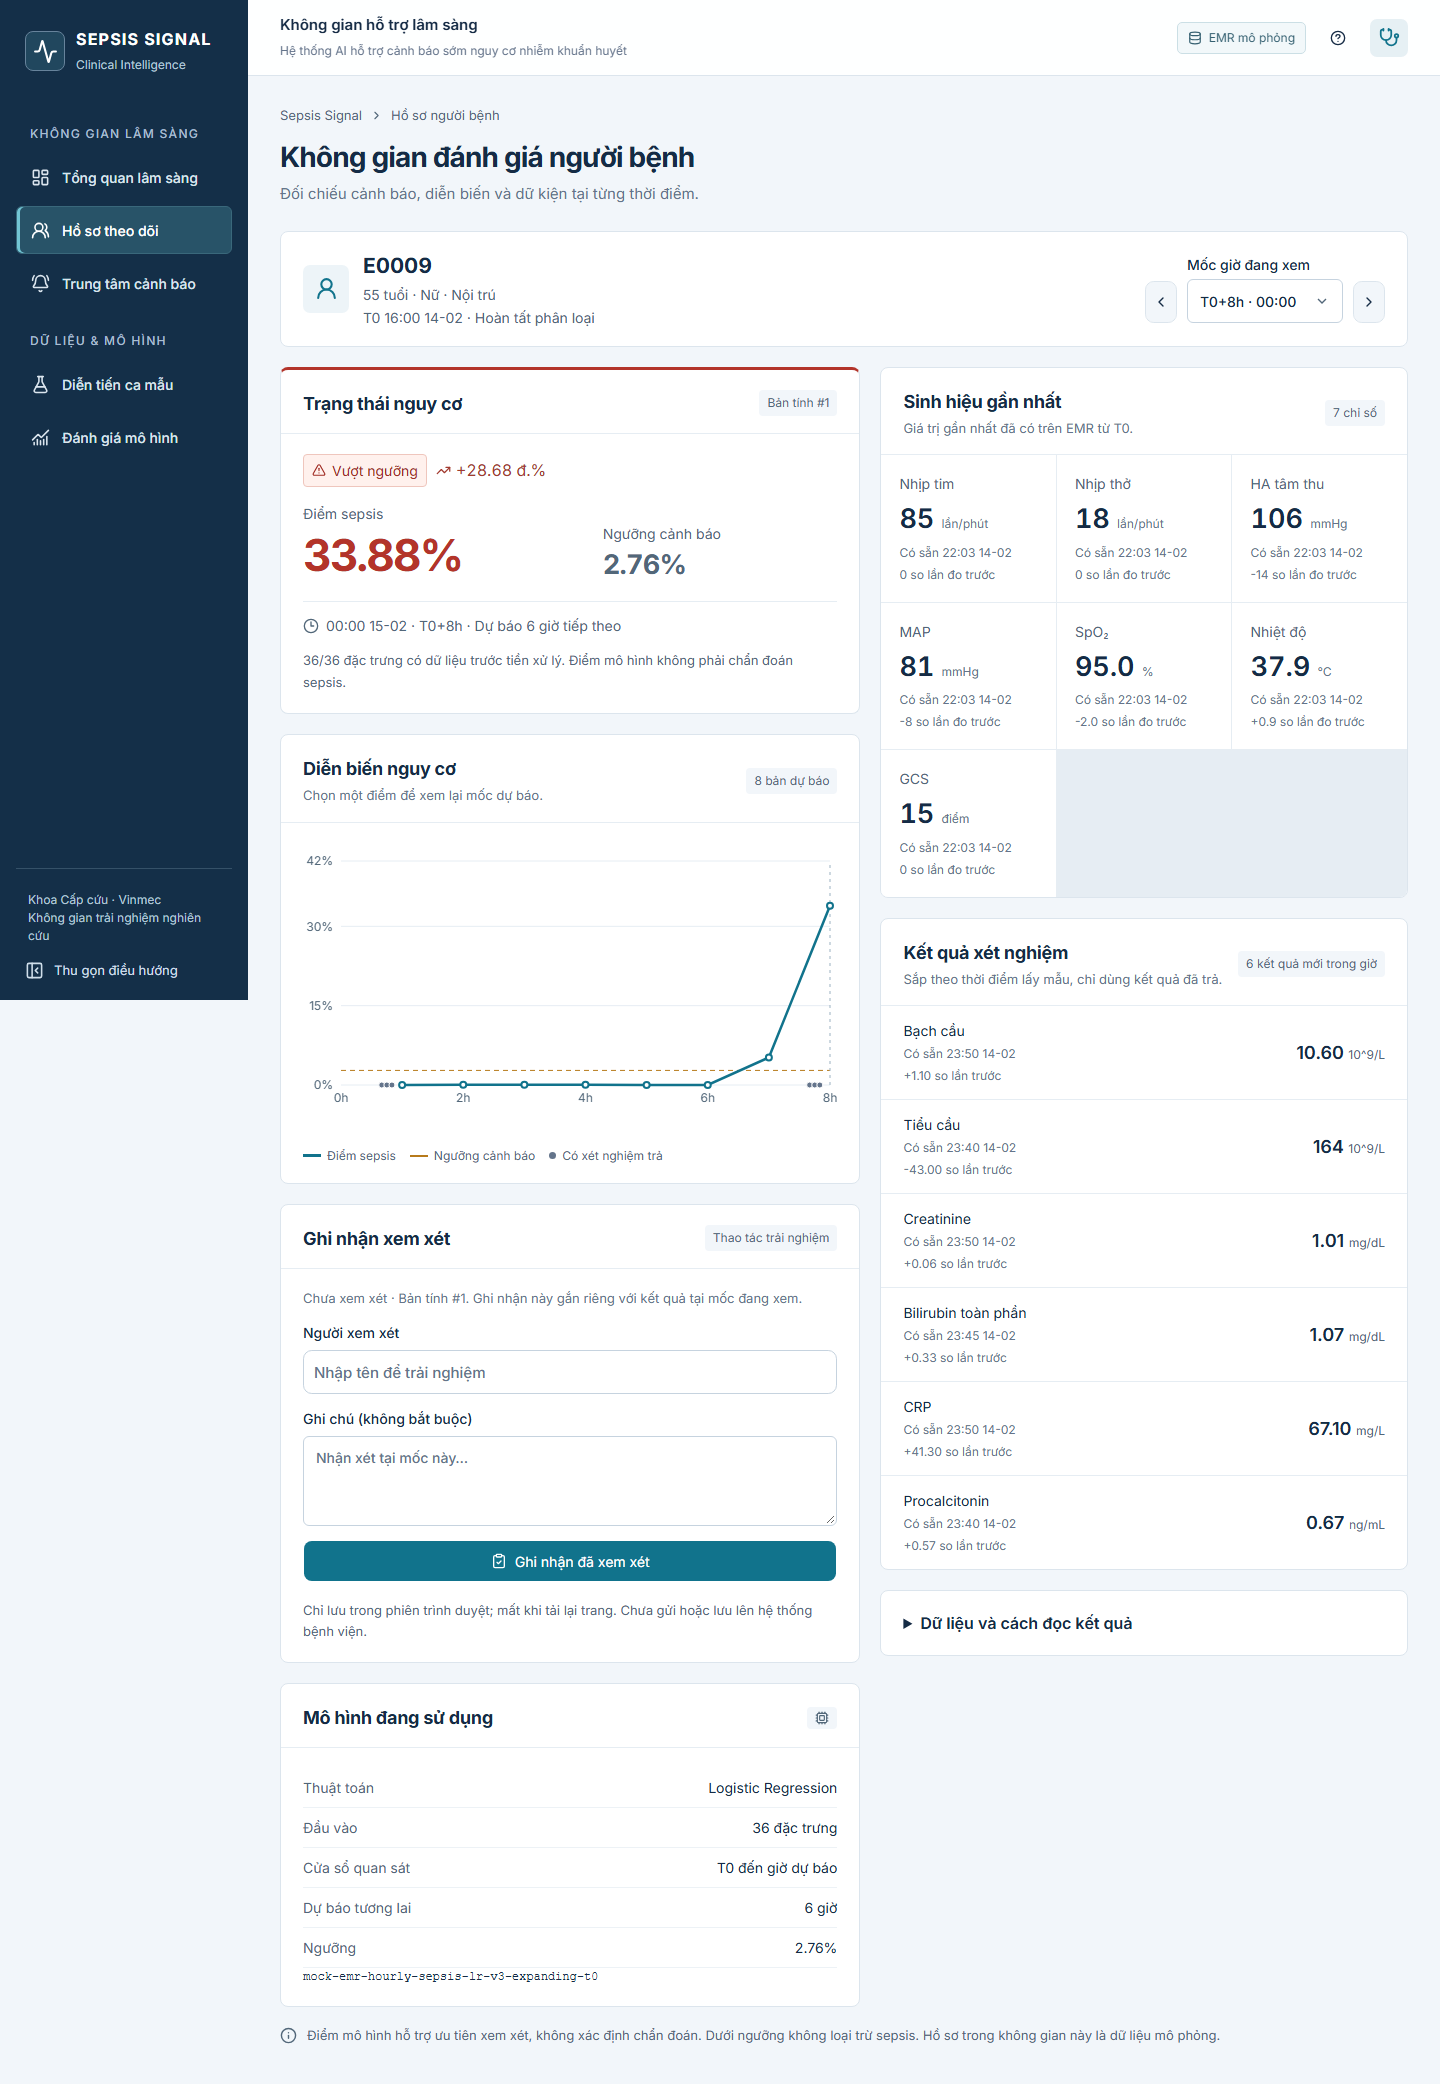 SEPSIS SIGNAL
Clinical Intelligence
KHÔNG GIAN LÂM SÀNG
Tổng quan lâm sàng
Hồ sơ theo dõi
Trung tâm cảnh báo
DỮ LIỆU & MÔ HÌNH
Diễn tiến ca mẫu
Đánh giá mô hình
Khoa Cấp cứu · Vinmec
Không gian trải nghiệm nghiên
cứu
Thu gọn điều hướng
Không gian hỗ trợ lâm sàng
Hệ thống AI hỗ trợ cảnh báo sớm nguy cơ nhiễm khuẩn huyết
EMR mô phỏng
Sepsis Signal > Hồ sơ người bệnh
Không gian đánh giá người bệnh
Đối chiếu cảnh báo, diễn biến và dữ kiện tại từng thời điểm.
E0009
55 tuổi · Nữ · Nội trú
T0 16:00 14-02 · Hoàn tất phân loại
Mốc giờ đang xem
T0+8h · 00:00
Trạng thái nguy cơ
Bản tính #1
Vượt ngưỡng
+28.68 đ.%
Điểm sepsis
33.88%
Ngưỡng cảnh báo
2.76%
00:00 15-02 · T0+8h · Dự báo 6 giờ tiếp theo
36/36 đặc trưng có dữ liệu trước tiền xử lý. Điểm mô hình không phải chẩn đoán
sepsis.
Diễn biến nguy cơ
Chọn một điểm để xem lại mốc dự báo.
8 bản dự báo
42%
30%
15%
0%
0h 2h 4h 6h 8h
Điểm sepsis
Ngưỡng cảnh báo
Có xét nghiệm trả
Ghi nhận xem xét
Thao tác trải nghiệm
Chưa xem xét · Bản tính #1. Ghi nhận này gắn riêng với kết quả tại mốc đang xem.
Người xem xét
Nhập tên để trải nghiệm
Ghi chú (không bắt buộc)
Nhận xét tại mốc này...
Ghi nhận đã xem xét
Chỉ lưu trong phiên trình duyệt; mất khi tải lại trang. Chưa gửi hoặc lưu lên hệ thống
bệnh viện.
Mô hình đang sử dụng
Thuật toán
Logistic Regression
Đầu vào
36 đặc trưng
Cửa sổ quan sát
T0 đến giờ dự báo
Dự báo tương lai
6 giờ
Ngưỡng
2.76%
mock-emr-hourly-sepsis-lr-v3-expanding-t0
Sinh hiệu gần nhất
Giá trị gần nhất đã có trên EMR từ T0.
7 chỉ số
Nhịp tim
85 lần/phút
Có sẵn 22:03 14-02
0 so lần đo trước
Nhịp thở
18 lần/phút
Có sẵn 22:03 14-02
0 so lần đo trước
HA tâm thu
106 mmHg
Có sẵn 22:03 14-02
-14 so lần đo trước
MAP
81 mmHg
Có sẵn 22:03 14-02
-8 so lần đo trước
SpO₂
95.0 %
Có sẵn 22:03 14-02
-2.0 so lần đo trước
Nhiệt độ
37.9 °C
Có sẵn 22:03 14-02
+0.9 so lần đo trước
GCS
15 điểm
Có sẵn 22:03 14-02
0 so lần đo trước
Kết quả xét nghiệm
Sắp theo thời điểm lấy mẫu, chỉ dùng kết quả đã trả.
6 kết quả mới trong giờ
Bạch cầu
Có sẵn 23:50 14-02
+1.10 so lần trước
10.60 10^9/L
Tiểu cầu
Có sẵn 23:40 14-02
-43.00 so lần trước
164 10^9/L
Creatinine
Có sẵn 23:50 14-02
+0.06 so lần trước
1.01 mg/dL
Bilirubin toàn phần
Có sẵn 23:45 14-02
+0.33 so lần trước
1.07 mg/dL
CRP
Có sẵn 23:50 14-02
+41.30 so lần trước
67.10 mg/L
Procalcitonin
Có sẵn 23:40 14-02
+0.57 so lần trước
0.67 ng/mL
Dữ liệu và cách đọc kết quả
Điểm mô hình hỗ trợ ưu tiên xem xét, không xác định chẩn đoán. Dưới ngưỡng không loại trừ sepsis. Hồ sơ trong không gian này là dữ liệu mô phỏng.